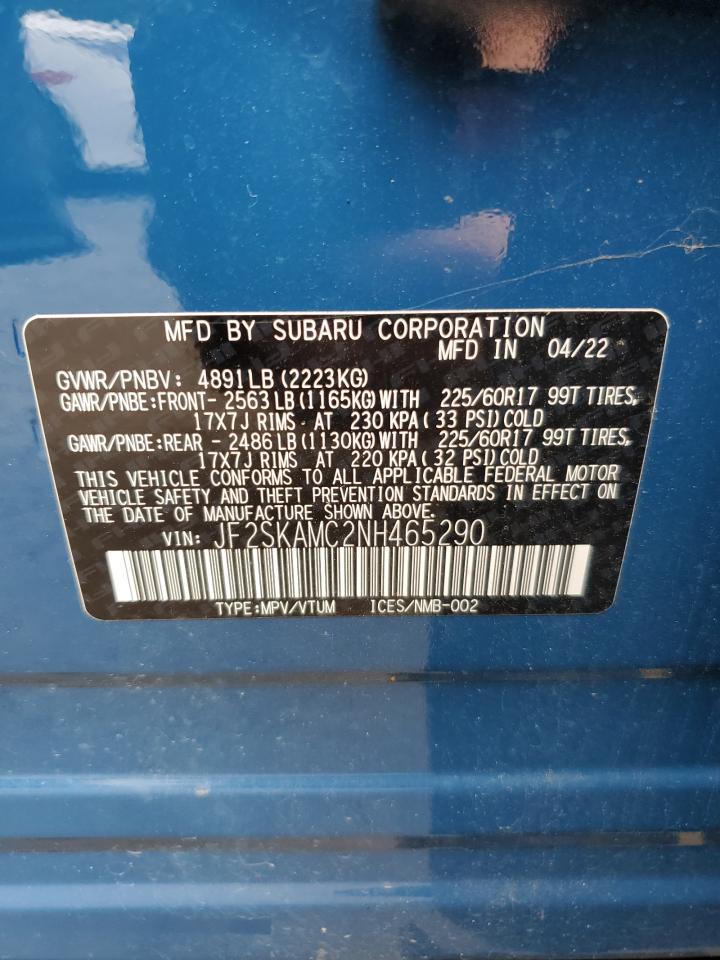 MFD BY SUBARU CORPORATION
MFD IN 04/22
GVWR/PNBV: 4891LB (2223KG)
GAWR/PNBE:FRONT- 2563 LB (1165KG) WITH 225/60R17 99T TIRES,
17X7J RIMS AT 230 KPA( 33 PSI) COLD
GAWR/PNBE:REAR - 2486 LB (1130KG) WITH 225/60R17 99T TIRES,
17X7J RIMS AT 220 KPA( 32 PSI) COLD
THIS VEHICLE CONFORMS TO ALL APPLICABLE FEDERAL MOTOR
VEHICLE SAFETY AND THEFT PREVENTION STANDARDS IN EFFECT ON
THE DATE OF MANUFACTURE SHOWN ABOVE.
VIN: JF2SKAMC2NH465290
TYPE:MPV/VTUM ICES/NMB-002